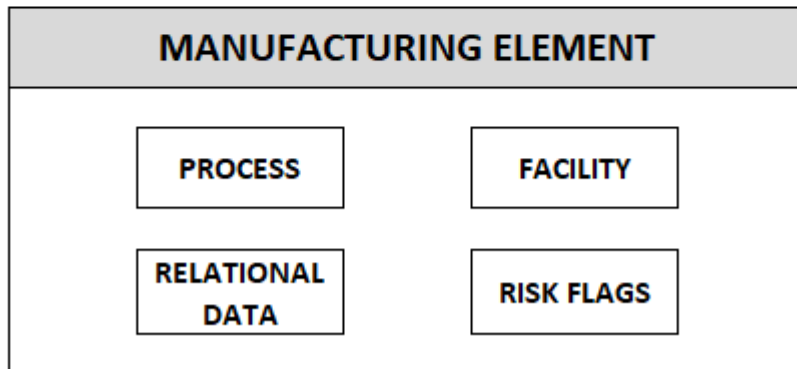 MANUFACTURING ELEMENT
PROCESS
FACILITY
RELATIONAL
DATA
RISK FLAGS